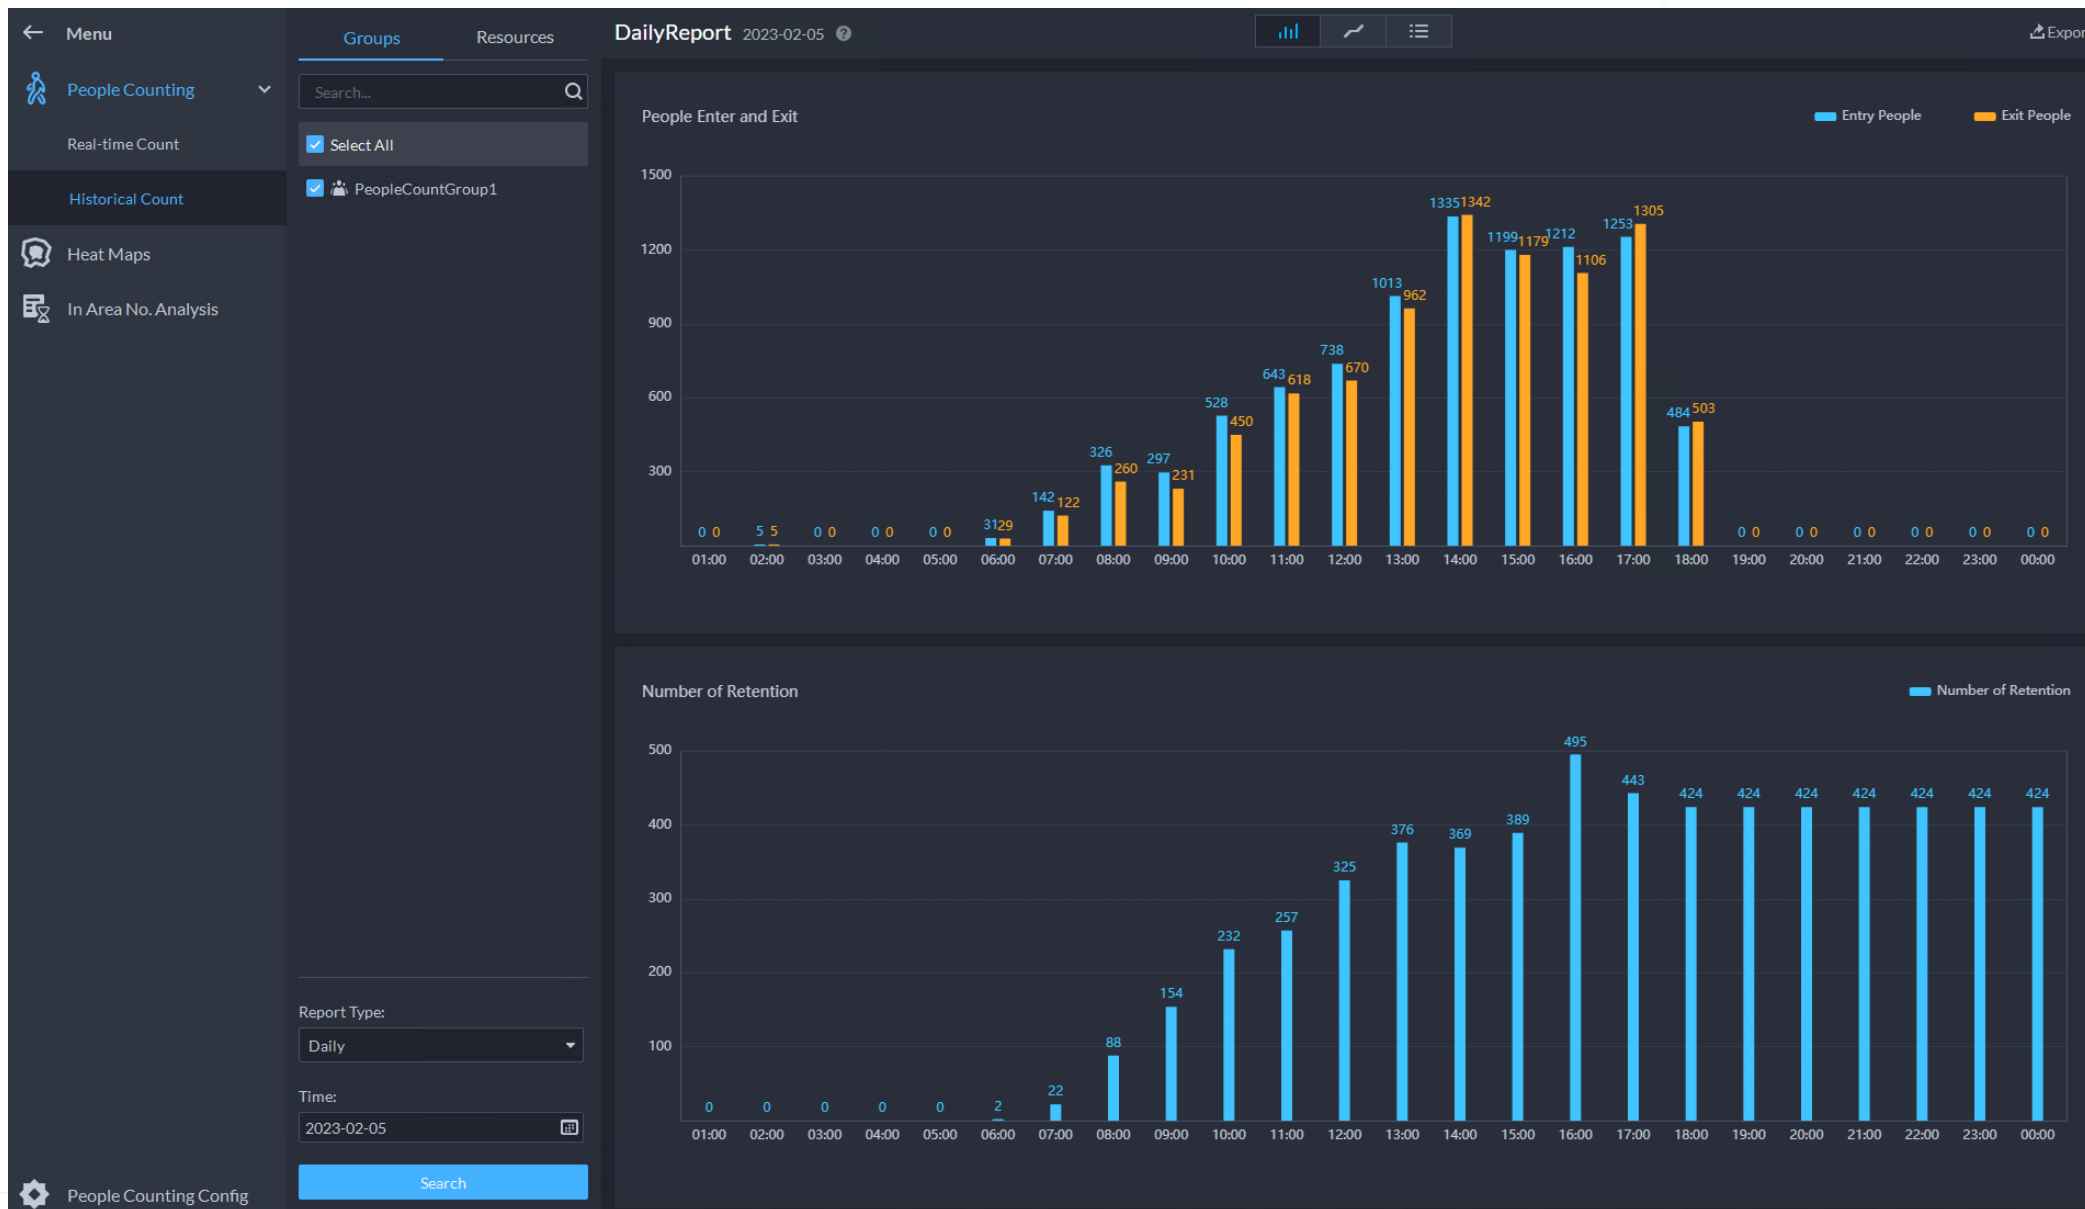 Menu
People Counting
Real-time Count
Historical Count
Heat Maps
In Area No. Analysis
People Counting Config
Groups Resources
Search...
Select All
PeopleCountGroup1
Report Type:
Daily
Time:
2023-02-05
Search
DailyReport 2023-02-05 ?
Expor
People Enter and Exit
Entry People Exit People
1500
1200
900
600
300
0 0 5 5 0 0 0 0 0 0 31 29 142 122 326 260 297 231 528 450 643 618 738 670 1013 962 1335 1342 1199 1179 1212 1106 1253 1305 484 503 0 0 0 0 0 0 0 0 0 0 0 0
01:00 02:00 03:00 04:00 05:00 06:00 07:00 08:00 09:00 10:00 11:00 12:00 13:00 14:00 15:00 16:00 17:00 18:00 19:00 20:00 21:00 22:00 23:00 00:00
Number of Retention
Number of Retention
500
400
300
200
100
0 0 0 0 0 2 22 88 154 232 257 325 376 369 389 495 443 424 424 424 424 424 424 424
01:00 02:00 03:00 04:00 05:00 06:00 07:00 08:00 09:00 10:00 11:00 12:00 13:00 14:00 15:00 16:00 17:00 18:00 19:00 20:00 21:00 22:00 23:00 00:00